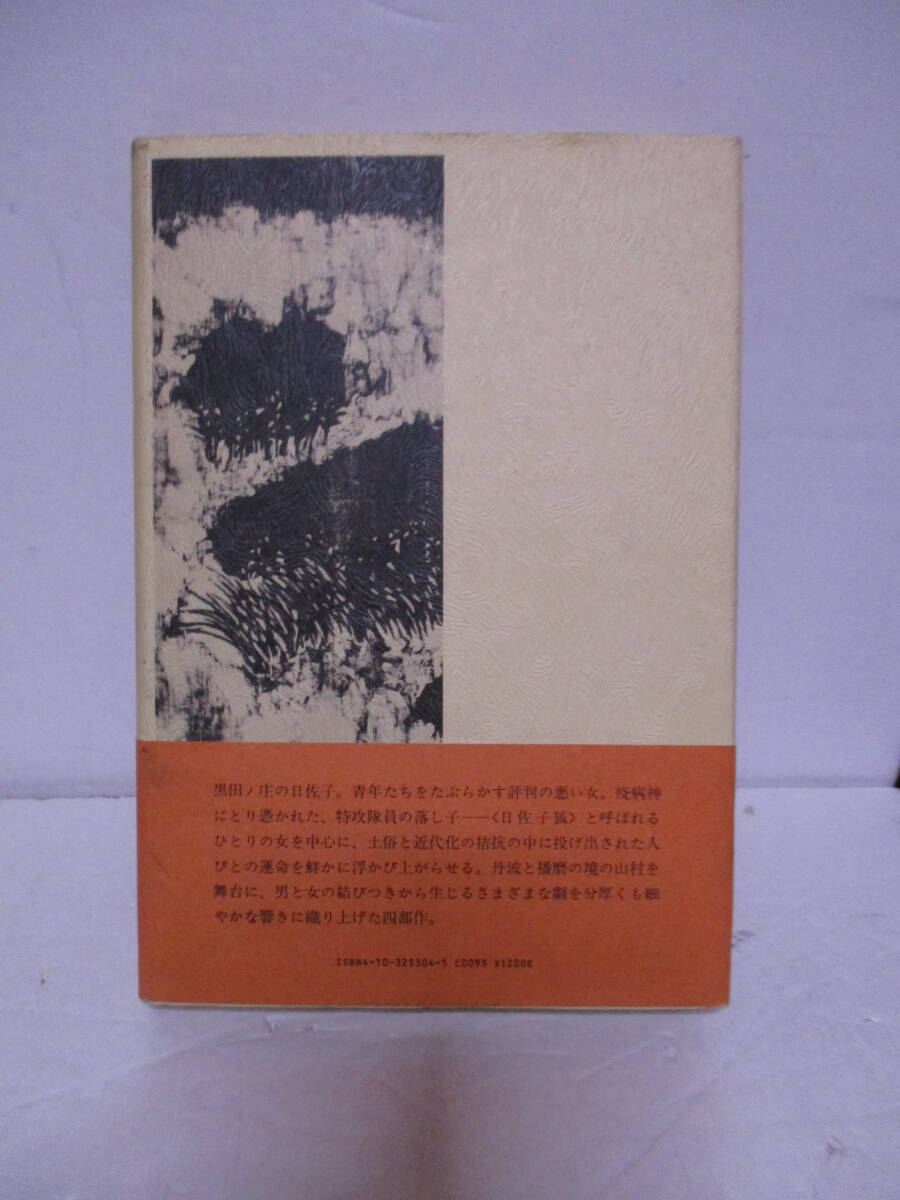 黒田ノ庄の日佐子。青年たちをたぶらかす評判の悪い女。疫病神
にとり憑かれた、特攻隊員の落し子——〈日佐子狐〉と呼ばれる
ひとりの女を中心に、土俗と近代化の拮抗の中に投げ出された人
びとの運命を鮮かに浮かび上がらせる。丹波と播磨の境の山村を
舞台に、男と女の結びつきから生じるさまざまな劇を分厚くも細
やかな響きに織り上げた四部作。
ISBN4-10-325304-5 C0093 ¥1200E